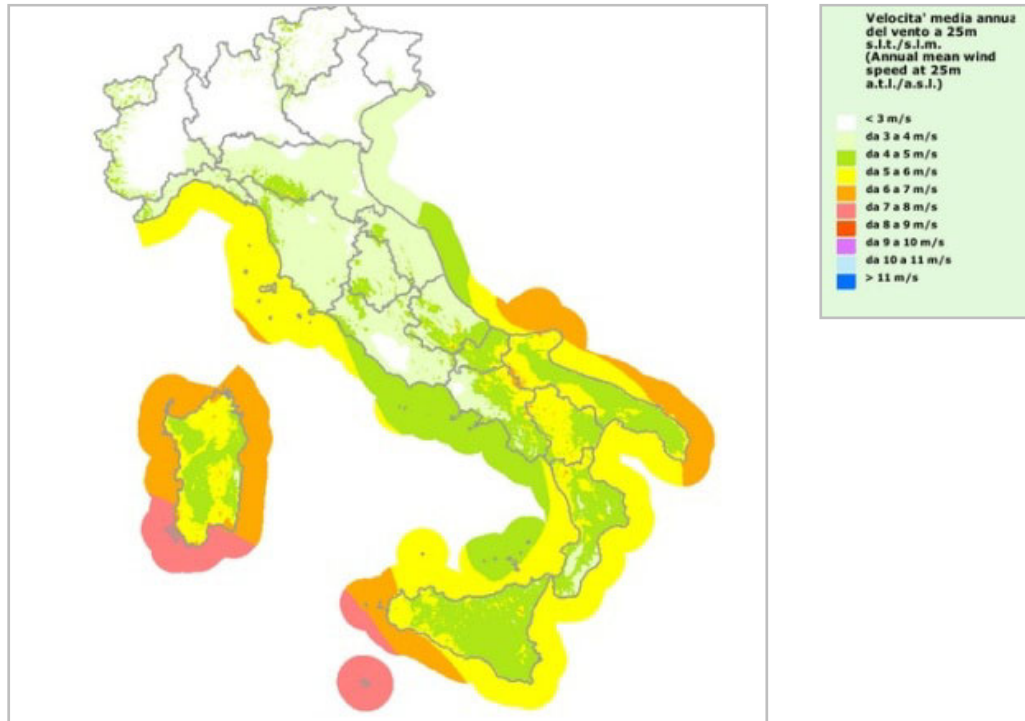 Velocita' media annua
del vento a 25m
s.l.t./s.l.m.
(Annual mean wind
speed at 25m
a.t.l./a.s.l.)
< 3 m/s
da 3 a 4 m/s
da 4 a 5 m/s
da 5 a 6 m/s
da 6 a 7 m/s
da 7 a 8 m/s
da 8 a 9 m/s
da 9 a 10 m/s
da 10 a 11 m/s
> 11 m/s